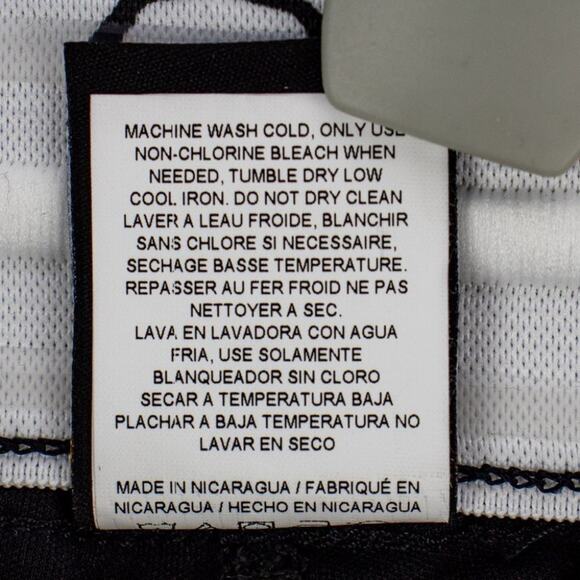 MACHINE WASH COLD, ONLY USE
NON-CHLORINE BLEACH WHEN
NEEDED, TUMBLE DRY LOW
COOL IRON. DO NOT DRY CLEAN
LAVER A LEAU FROIDE, BLANCHIR
SANS CHLORE SI NECESSAIRE,
SECHAGE BASSE TEMPERATURE.
REPASSER AU FER FROID NE PAS
NETTOYER A SEC.
LAVA EN LAVADORA CON AGUA
FRIA, USE SOLAMENTE
BLANQUEADOR SIN CLORO
SECAR A TEMPERATURA BAJA
PLACHAR A BAJA TEMPERATURA NO
LAVAR EN SECO
MADE IN NICARAGUA / FABRIQUÉ EN
NICARAGUA / HECHO EN NICARAGUA